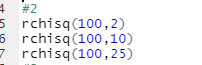 4 #2
5 rchisq(100,2)
6 rchisq(100,10)
7 rchisq(100,25)